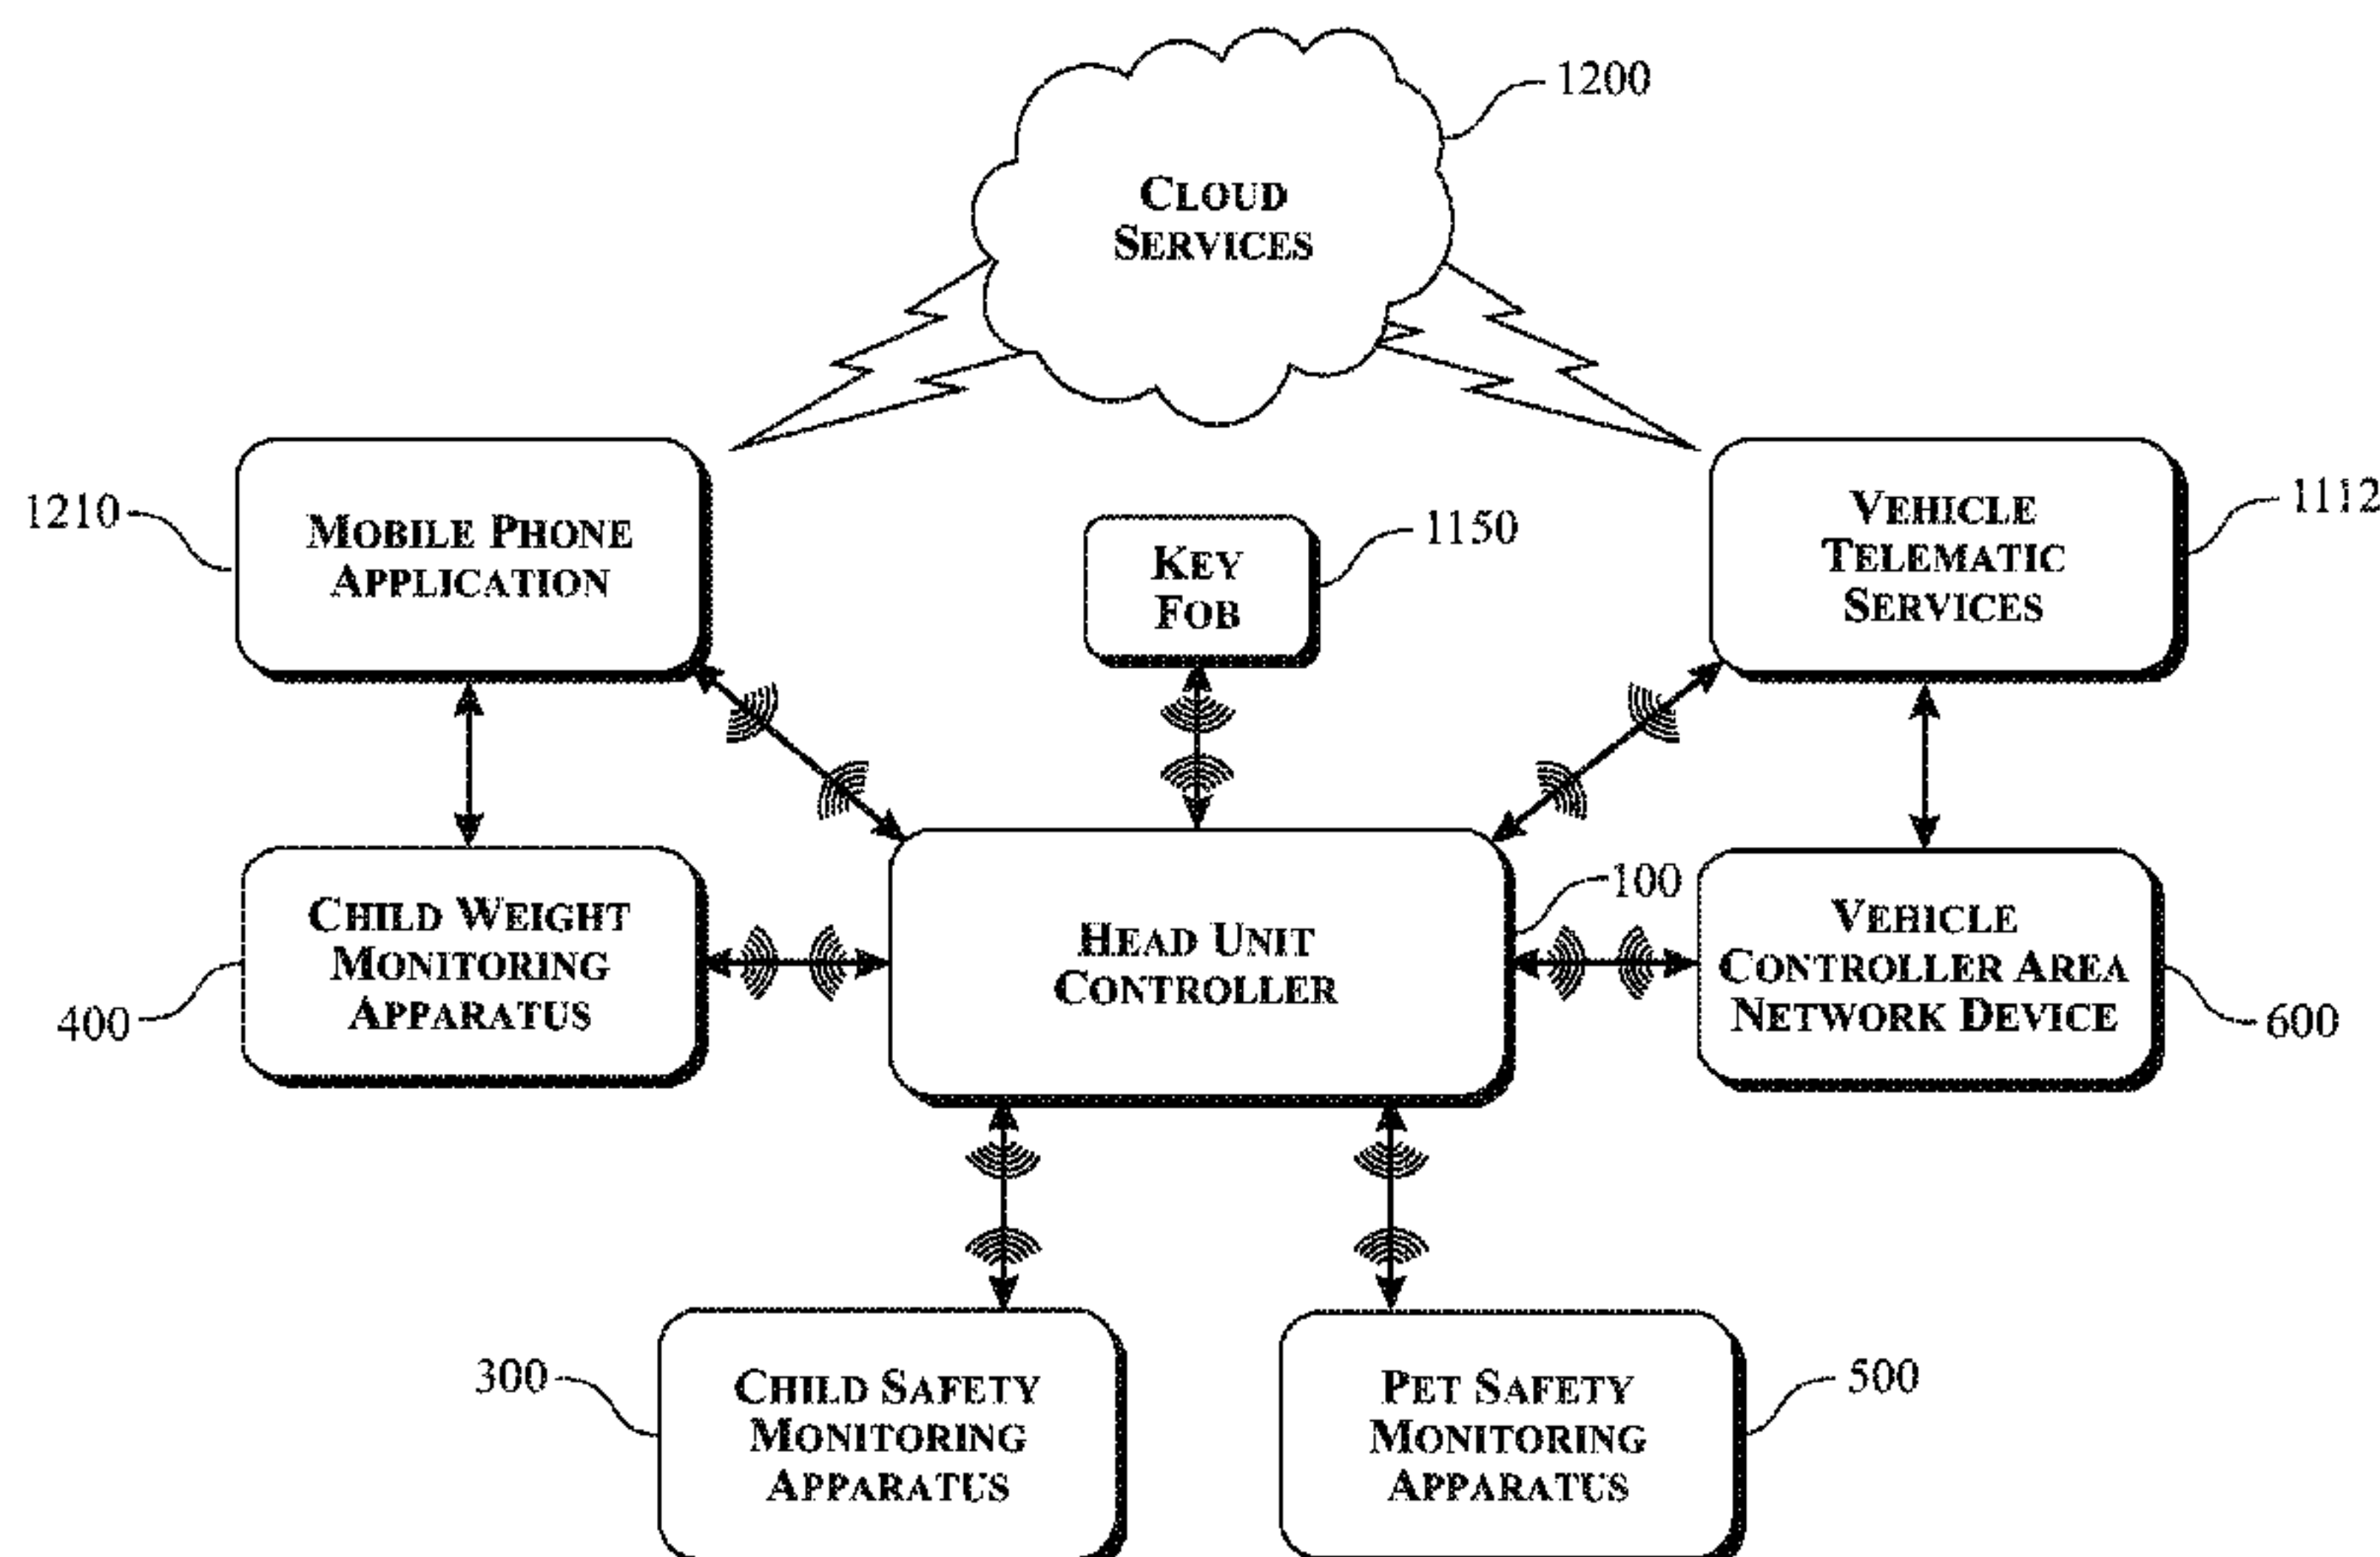 1200
CLOUD
SERVICES
1210
MOBILE PHONE
APPLICATION
KEY
FOB
1150
VEHICLE
TELEMATIC
SERVICES
1112
CHILD WEIGHT
MONITORING
APPARATUS
400
HEAD UNIT
CONTROLLER
100
VEHICLE
CONTROLLER AREA
NETWORK DEVICE
600
300
CHILD SAFETY
MONITORING
APPARATUS
PET SAFETY
MONITORING
APPARATUS
500